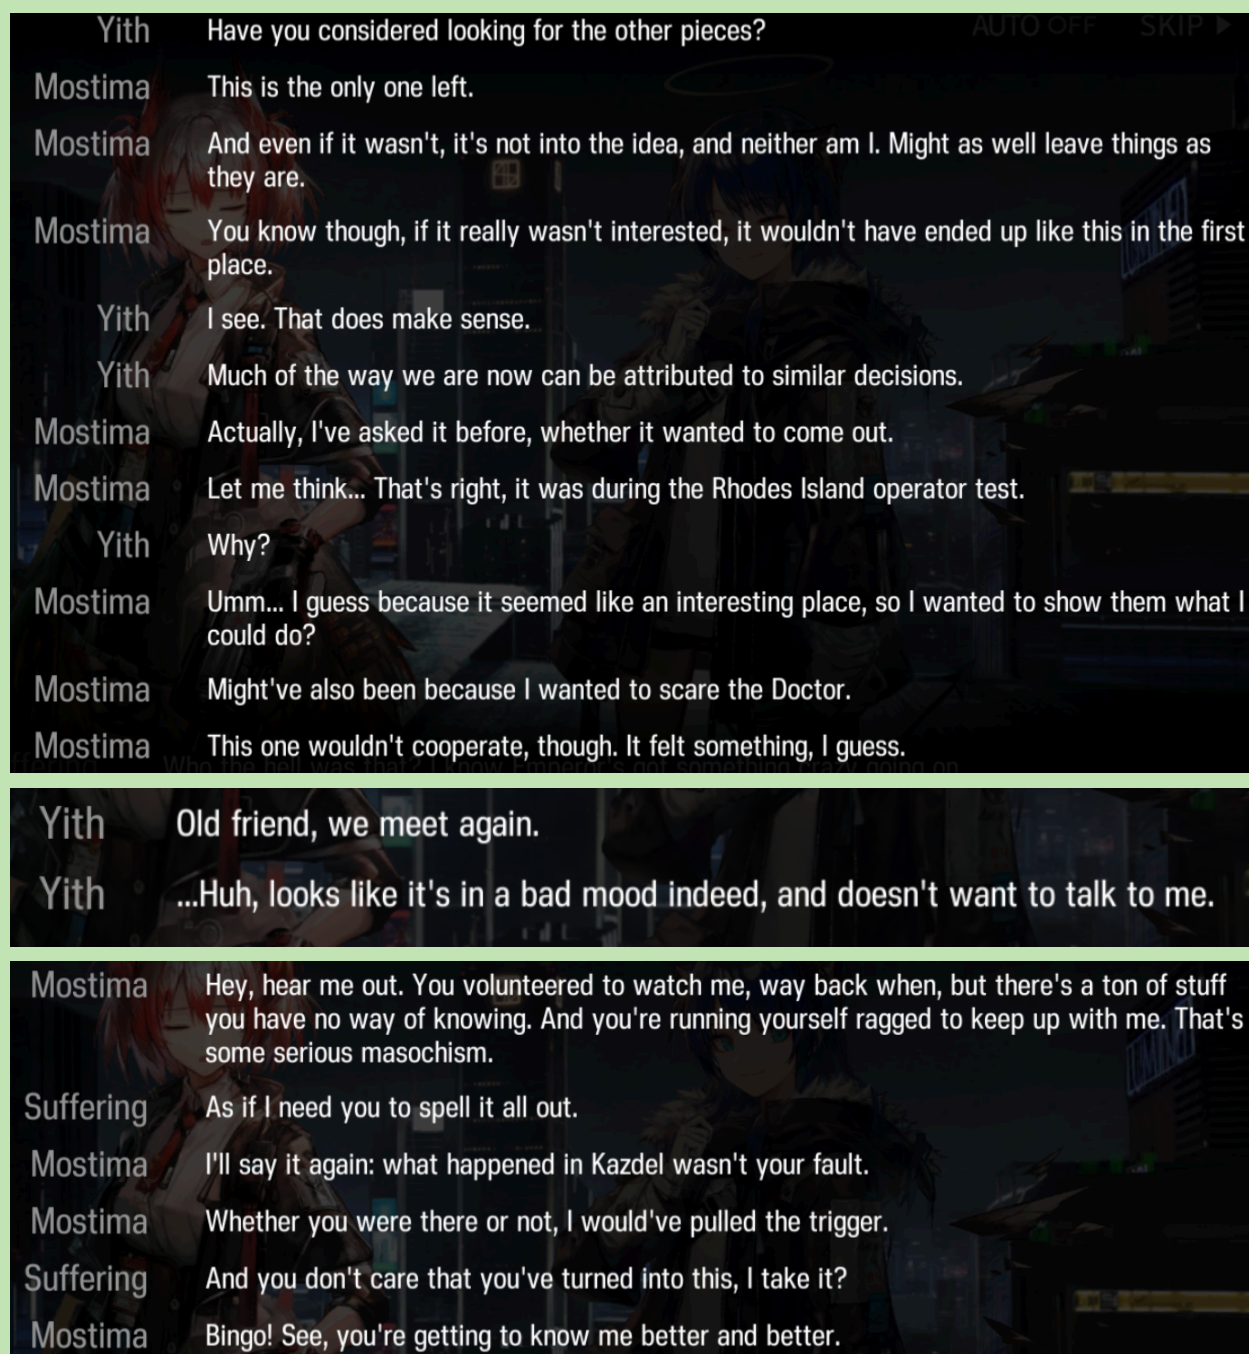 AUTO OFF SKIP
Yith Have you considered looking for the other pieces?
Mostima This is the only one left.
Mostima And even if it wasn't, it's not into the idea, and neither am I. Might as well leave things as
they are.
Mostima You know though, if it really wasn't interested, it wouldn't have ended up like this in the first
place.
Yith I see. That does make sense.
Yith Much of the way we are now can be attributed to similar decisions.
Mostima Actually, I've asked it before, whether it wanted to come out.
Mostima Let me think... That's right, it was during the Rhodes Island operator test.
Yith Why?
Mostima Umm... I guess because it seemed like an interesting place, so I wanted to show them what I
could do?
Mostima Might've also been because I wanted to scare the Doctor.
Mostima This one wouldn't cooperate, though. It felt something, I guess.
Who the hell was that? I know Emperor's got something crazy going on
Yith Old friend, we meet again.
Yith ...Huh, looks like it's in a bad mood indeed, and doesn't want to talk to me.
Mostima Hey, hear me out. You volunteered to watch me, way back when, but there's a ton of stuff
you have no way of knowing. And you're running yourself ragged to keep up with me. That's
some serious masochism.
Suffering As if I need you to spell it all out.
Mostima I'll say it again: what happened in Kazdel wasn't your fault.
Mostima Whether you were there or not, I would've pulled the trigger.
Suffering And you don't care that you've turned into this, I take it?
Mostima Bingo! See, you're getting to know me better and better.